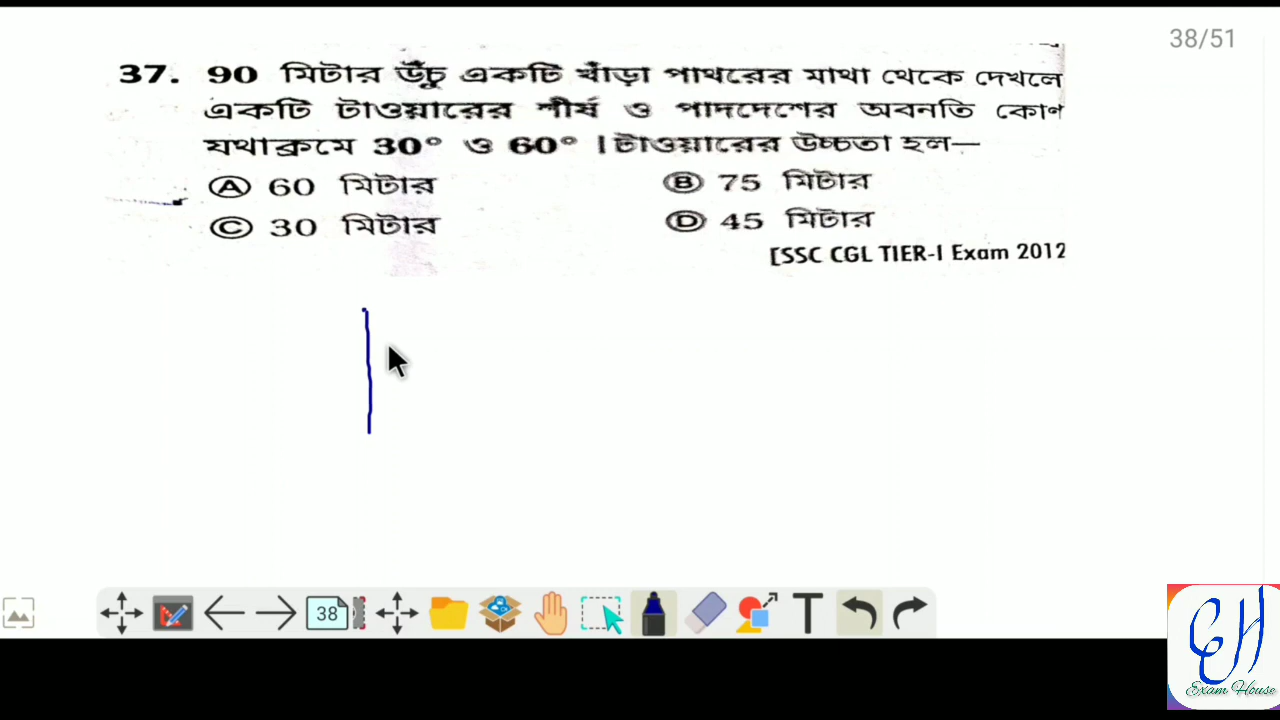 38/51
37. 90 মিটার উঁচু একটি খাঁড়া পাথরের মাথা থেকে দেখলে
একটি টাওয়ারের শীর্ষ ও পাদদেশের অবনতি কোণ
যথাক্রমে 30° ও 60° । টাওয়ারের উচ্চতা হল—
Ⓐ 60 মিটার Ⓑ 75 মিটার
Ⓒ 30 মিটার Ⓓ 45 মিটার
[SSC CGL TIER-I Exam 2012
38
T
EH
Exam House